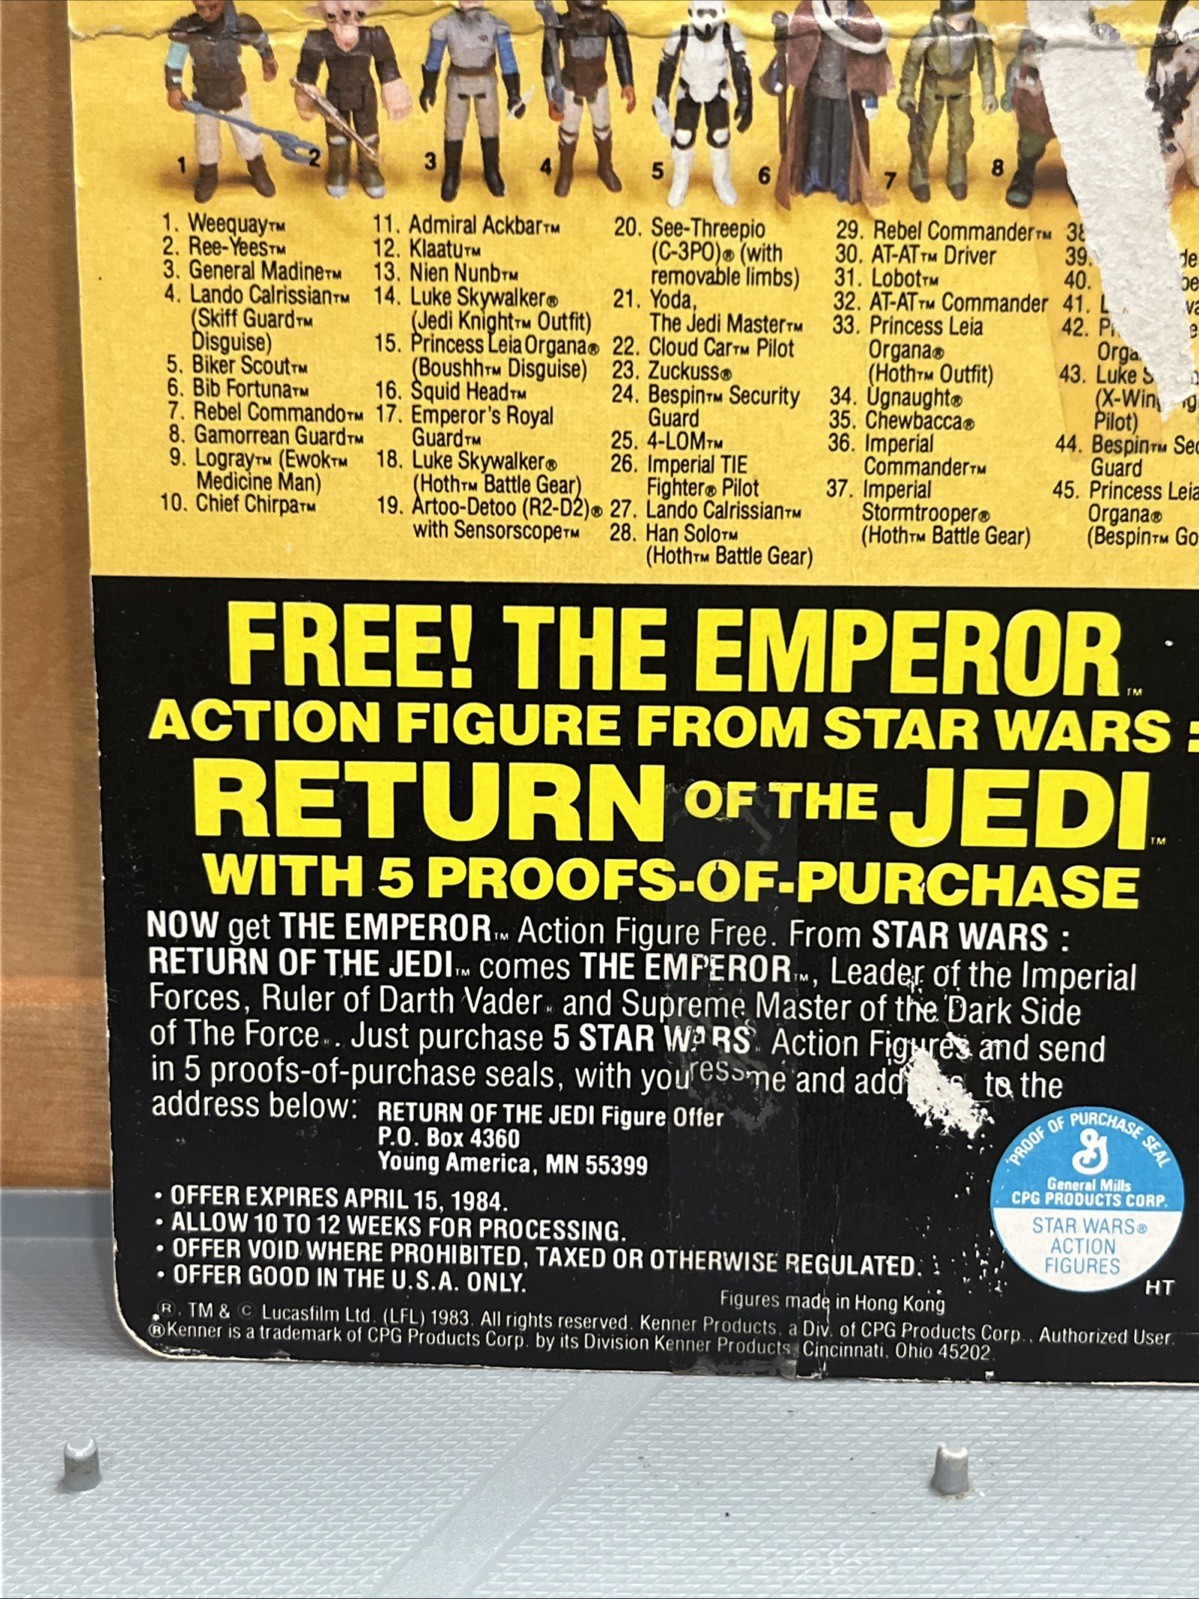 1 2 3 4 5 6 7 8
1. Weequay™
2. Ree-Yees™
3. General Madine™
4. Lando Calrissian™
(Skiff Guard™
Disguise)
5. Biker Scout™
6. Bib Fortuna™
7. Rebel Commando™
8. Gamorrean Guard™
9. Logray™ (Ewok™
Medicine Man)
10. Chief Chirpa™
11. Admiral Ackbar™
12. Klaatu™
13. Nien Nunb™
14. Luke Skywalker®
(Jedi Knight™ Outfit)
15. Princess Leia Organa®
(Boushh™ Disguise)
16. Squid Head™
17. Emperor's Royal
Guard™
18. Luke Skywalker®
(Hoth™ Battle Gear)
19. Artoo-Detoo (R2-D2)®
with Sensorscope™
20. See-Threepio
(C-3PO)® (with
removable limbs)
21. Yoda,
The Jedi Master™
22. Cloud Car™ Pilot
23. Zuckuss®
24. Bespin™ Security
Guard
25. 4-LOM™
26. Imperial TIE
Fighter® Pilot
27. Lando Calrissian™
28. Han Solo™
(Hoth™ Battle Gear)
29. Rebel Commander™
30. AT-AT™ Driver
31. Lobot™
32. AT-AT™ Commander
33. Princess Leia
Organa®
(Hoth™ Outfit)
34. Ugnaught®
35. Chewbacca®
36. Imperial
Commander™
37. Imperial
Stormtrooper®
(Hoth™ Battle Gear)
38
39.
40.
41.
42.
Orga
43. Luke S
(X-Wing
Pilot)
44. Bespin™ Sec
Guard
45. Princess Leia
Organa®
(Bespin™ Go
FREE! THE EMPEROR™
ACTION FIGURE FROM STAR WARS :
RETURN OF THE JEDI™
WITH 5 PROOFS-OF-PURCHASE
NOW get THE EMPEROR™ Action Figure Free. From STAR WARS :
RETURN OF THE JEDI™ comes THE EMPEROR™, Leader of the Imperial
Forces, Ruler of Darth Vader and Supreme Master of the Dark Side
of The Force. Just purchase 5 STAR WARS Action Figures and send
in 5 proofs-of-purchase seals, with to the
address below: RETURN OF THE JEDI Figure Offer
P.O. Box 4360
Young America, MN 55399
• OFFER EXPIRES APRIL 15, 1984.
• ALLOW 10 TO 12 WEEKS FOR PROCESSING.
• OFFER VOID WHERE PROHIBITED, TAXED OR OTHERWISE REGULATED.
• OFFER GOOD IN THE U.S.A. ONLY.
PROOF OF PURCHASE SEAL
General Mills
CPG PRODUCTS CORP.
STAR WARS®
ACTION
FIGURES
HT
Figures made in Hong Kong
®, TM & © Lucasfilm Ltd. (LFL) 1983. All rights reserved. Kenner Products, a Div. of CPG Products Corp., Authorized User.
*®Kenner is a trademark of CPG Products Corp. by its Division Kenner Products, Cincinnati, Ohio 45202.